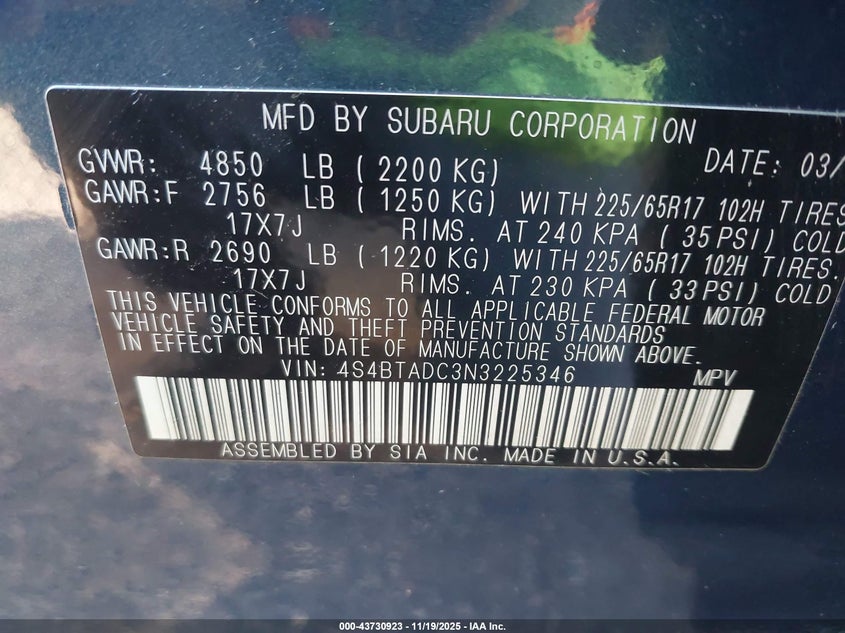 MFD BY SUBARU CORPORATION
GVWR: 4850 LB ( 2200 KG) DATE: 03/
GAWR:F 2756 LB ( 1250 KG) WITH 225/65R17 102H TIRES
17X7J RIMS. AT 240 KPA ( 35 PSI) COLD
GAWR:R 2690 LB ( 1220 KG) WITH 225/65R17 102H TIRES.
17X7J RIMS. AT 230 KPA ( 33 PSI) COLD.
THIS VEHICLE CONFORMS TO ALL APPLICABLE FEDERAL MOTOR
VEHICLE SAFETY AND THEFT PREVENTION STANDARDS
IN EFFECT ON THE DATE OF MANUFACTURE SHOWN ABOVE.
VIN: 4S4BTADC3N3225346 MPV
ASSEMBLED BY SIA INC. MADE IN U.S.A.
000-43730923 - 11/19/2025 - IAA Inc.